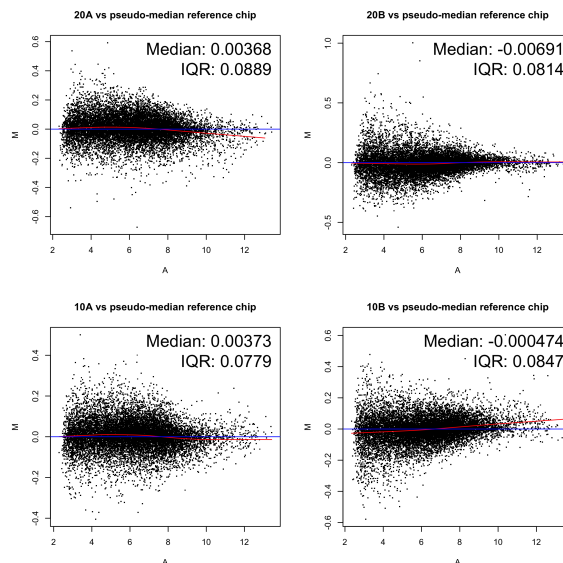 20A vs pseudo-median reference chip
Median: 0.00368
IQR: 0.0889
0.6
0.4
0.2
0.0
-0.2
-0.4
-0.6
M
2 4 6 8 10 12
A
20B vs pseudo-median reference chip
Median: -0.00691
IQR: 0.0814
1.0
0.5
0.0
-0.5
M
2 4 6 8 10 12
A
10A vs pseudo-median reference chip
Median: 0.00373
IQR: 0.0779
0.4
0.2
0.0
-0.2
-0.4
M
2 4 6 8 10 12
A
10B vs pseudo-median reference chip
Median: -0.000474
IQR: 0.0847
0.6
0.4
0.2
0.0
-0.2
-0.4
-0.6
M
2 4 6 8 10 12
A